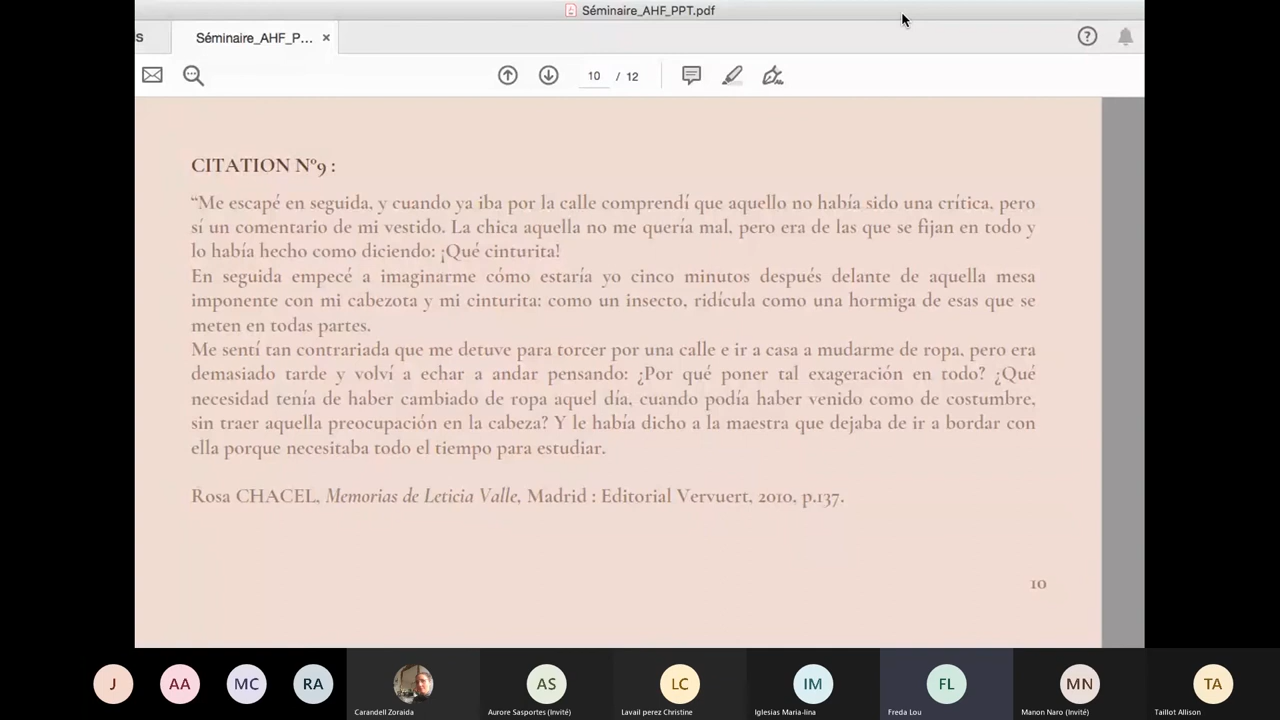 Séminaire_AHF_PPT.pdf
s
Séminaire_AHF_P... ×
10 / 12
CITATION Nº9 :
“Me escapé en seguida, y cuando ya iba por la calle comprendí que aquello no había sido una crítica, pero
sí un comentario de mi vestido. La chica aquella no me quería mal, pero era de las que se fijan en todo y
lo había hecho como diciendo: ¡Qué cinturita!
En seguida empecé a imaginarme cómo estaría yo cinco minutos después delante de aquella mesa
imponente con mi cabezota y mi cinturita: como un insecto, ridícula como una hormiga de esas que se
meten en todas partes.
Me sentí tan contrariada que me detuve para torcer por una calle e ir a casa a mudarme de ropa, pero era
demasiado tarde y volví a echar a andar pensando: ¿Por qué poner tal exageración en todo? ¿Qué
necesidad tenía de haber cambiado de ropa aquel día, cuando podía haber venido como de costumbre,
sin traer aquella preocupación en la cabeza? Y le había dicho a la maestra que dejaba de ir a bordar con
ella porque necesitaba todo el tiempo para estudiar.
Rosa CHACEL, Memorias de Leticia Valle, Madrid : Editorial Vervuert, 2010, p.137.
10
J AA MC RA AS LC IM FL MN TA
Carandell Zoraida Aurore Sasportes (Invité) Lavail perez Christine Iglesias Maria-lina Freda Lou Manon Naro (Invité) Taillot Allison